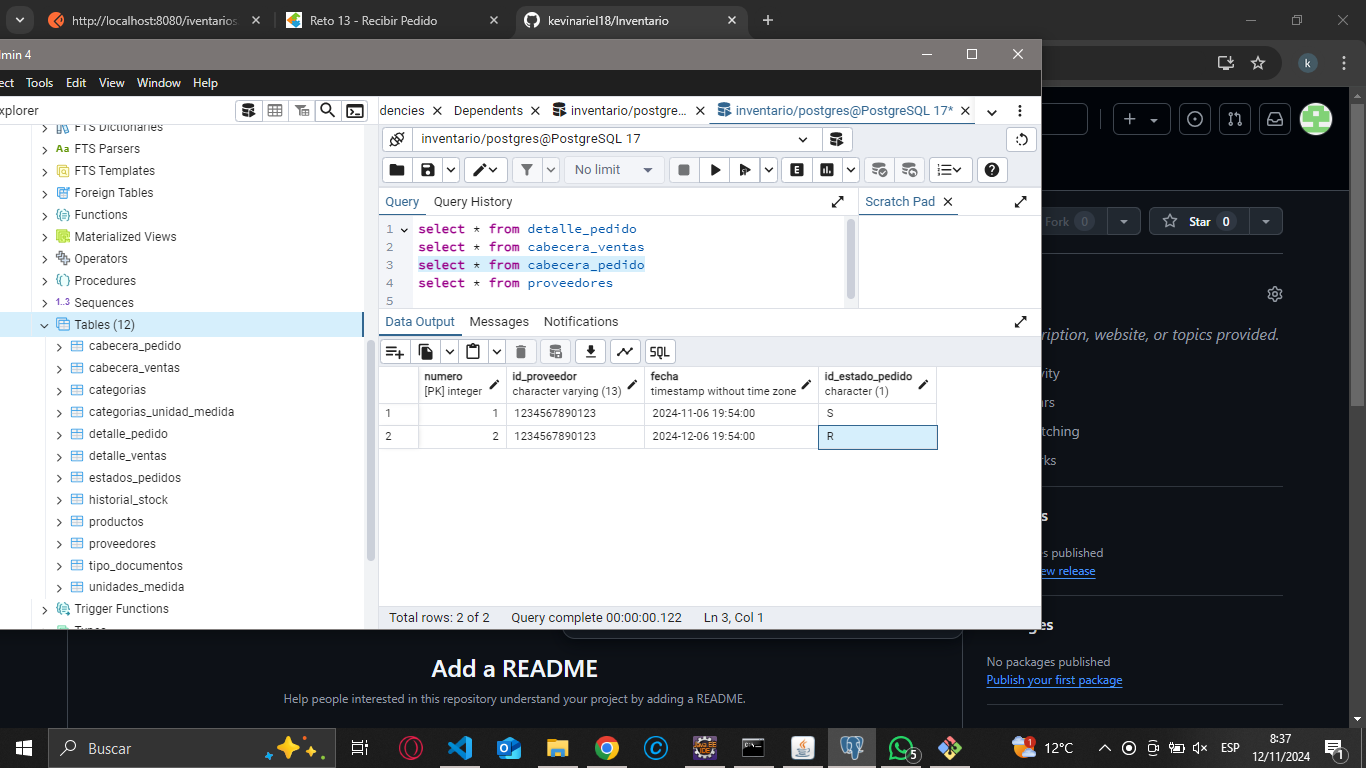 http://localhost:8080/iventarios
Reto 13 - Recibir Pedido
kevinariel18/Inventario
dmin 4
ect Tools Edit View Window Help
k
xplorer
dencies
Dependents
inventario/postgre...
inventario/postgres@PostgreSQL 17*
inventario/postgres@PostgreSQL 17
No limit
E
Query
Query History
Scratch Pad
1 select * from detalle_pedido
2 select * from cabecera_ventas
3 select * from cabecera_pedido
4 select * from proveedores
5
FTS Dictionaries
FTS Parsers
FTS Templates
Foreign Tables
Functions
Materialized Views
Operators
Procedures
1..3 Sequences
Tables (12)
cabecera_pedido
cabecera_ventas
categorias
categorias_unidad_medida
detalle_pedido
detalle_ventas
estados_pedidos
historial_stock
productos
proveedores
tipo_documentos
unidades_medida
Trigger Functions
Types
Data Output
Messages
Notifications
SQL
numero
[PK] integer
id_proveedor
character varying (13)
fecha
timestamp without time zone
id_estado_pedido
character (1)
1 1 1234567890123 2024-11-06 19:54:00 S
2 2 1234567890123 2024-12-06 19:54:00 R
Total rows: 2 of 2
Query complete 00:00:00.122
Ln 3, Col 1
Fork 0
Star 0
ription, website, or topics provided.
vity
ars
tching
rks
s
es published
ew release
ges
No packages published
Publish your first package
Add a README
Help people interested in this repository understand your project by adding a README.
Buscar
5
1
12°C
ESP
8:37
12/11/2024
1